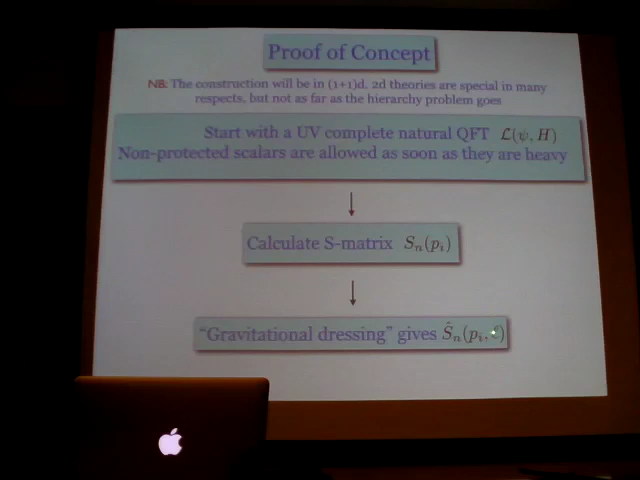 Proof of Concept
NB: The construction will be in (1+1)d. 2d theories are special in many
respects, but not as far as the hierarchy problem goes
Start with a UV complete natural QFT ℒ(ψ, H)
Non-protected scalars are allowed as soon as they are heavy
Calculate S-matrix Sₙ(pᵢ)
"Gravitational dressing" gives Ŝₙ(pᵢ,